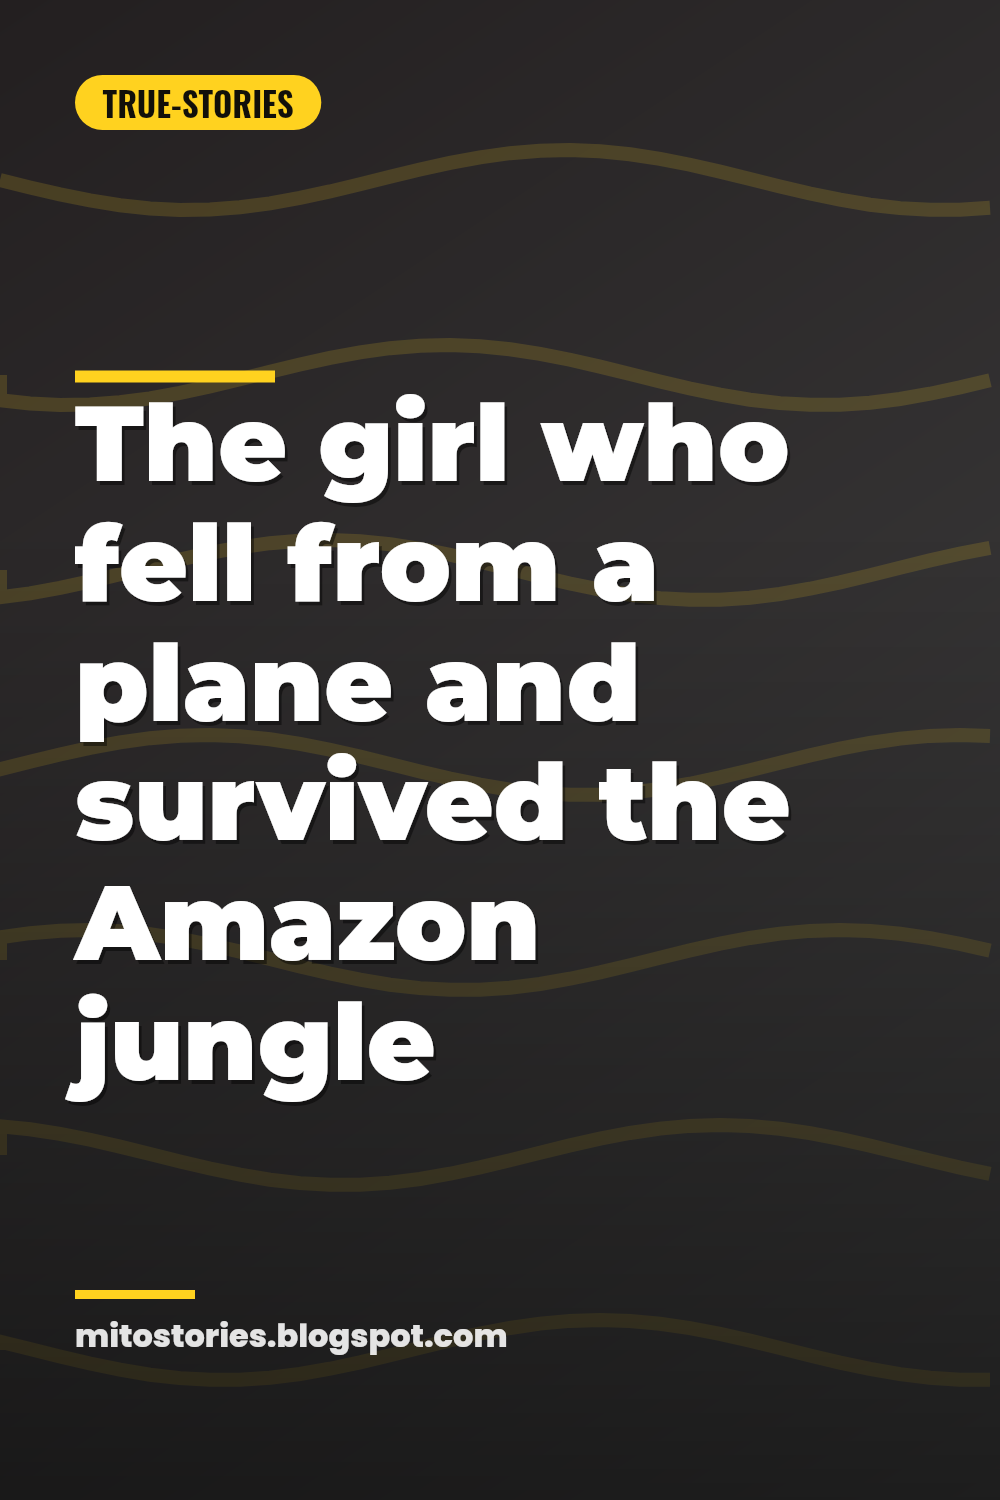 TRUE-STORIES
The girl who
fell from a
plane and
survived the
Amazon
jungle
mitostories.blogspot.com